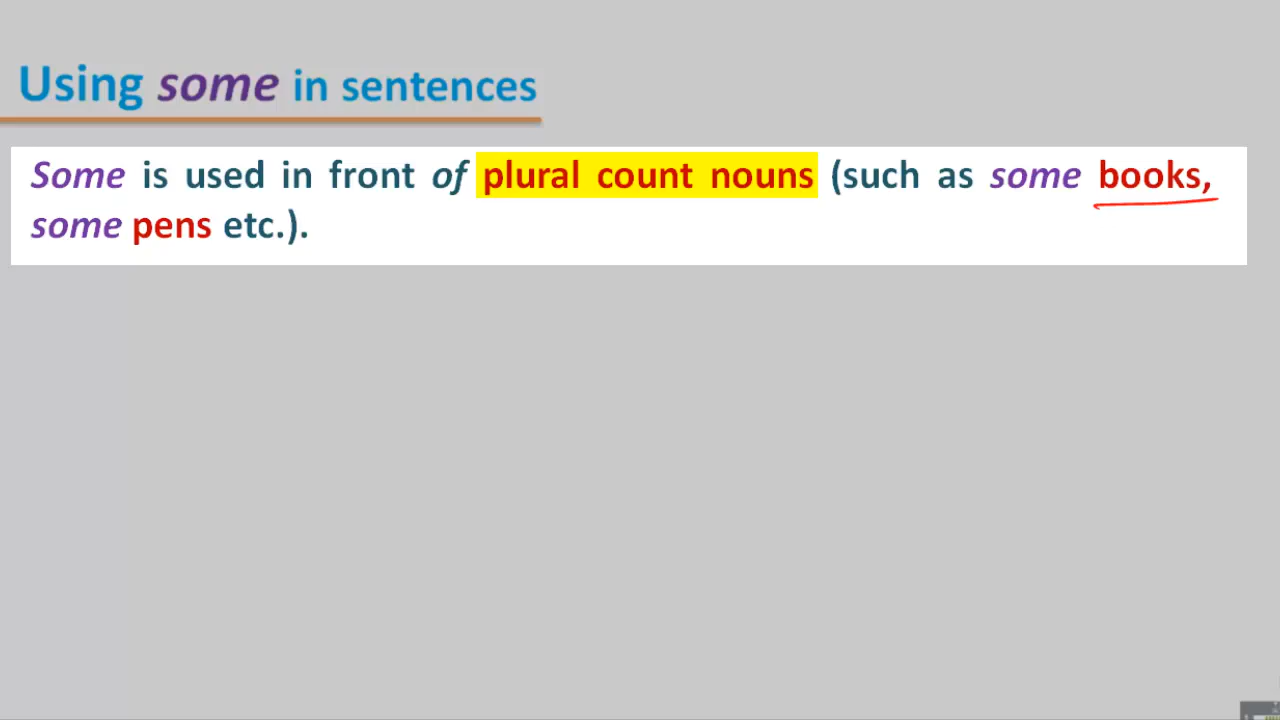 Using some in sentences
Some is used in front of plural count nouns (such as some books,
some pens etc.).